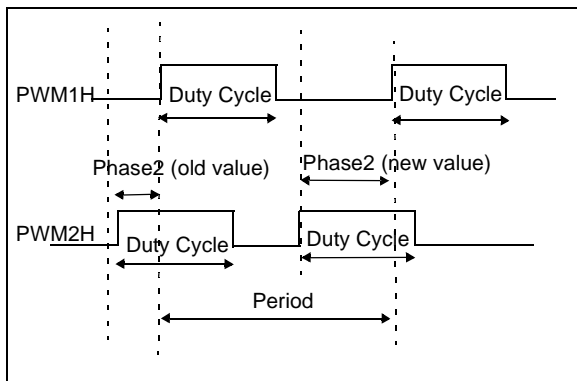 PWM1H
Duty Cycle
Duty Cycle
Phase2 (old value)
Phase2 (new value)
PWM2H
Duty Cycle
Duty Cycle
Period